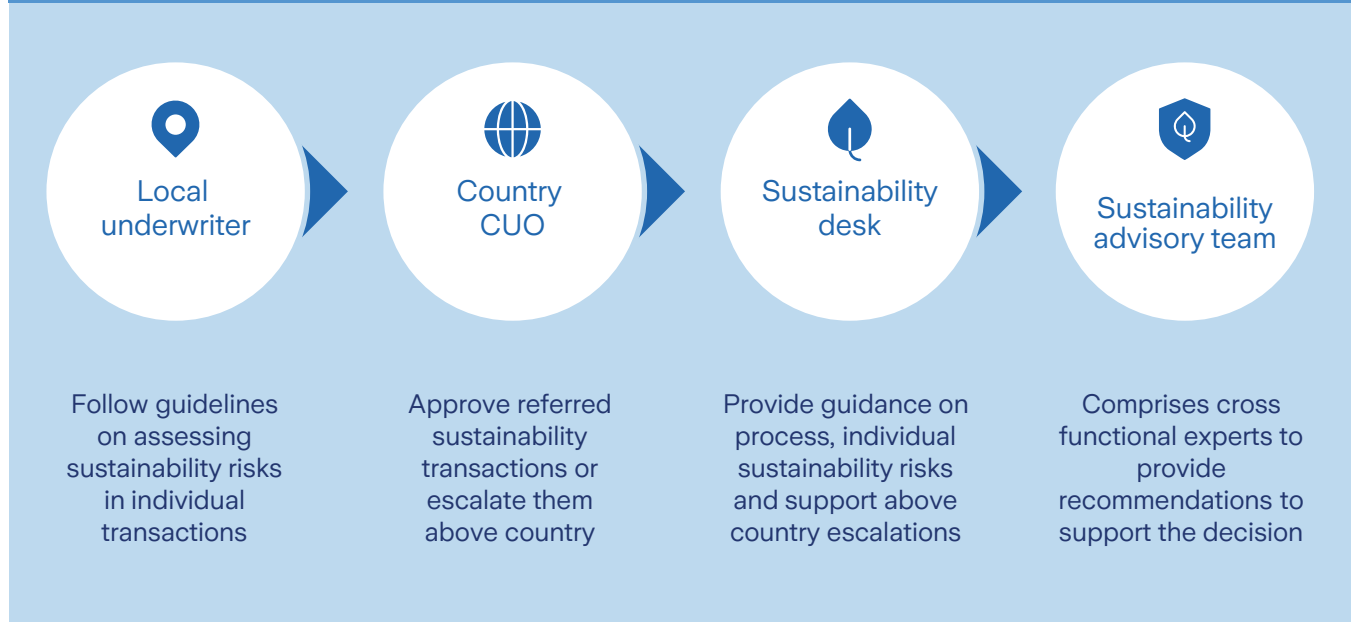 Local
underwriter
Country
CUO
Sustainability
desk
Sustainability
advisory team
Follow guidelines
on assessing
sustainability risks
in individual
transactions
Approve referred
sustainability
transactions or
escalate them
above country
Provide guidance on
process, individual
sustainability risks
and support above
country escalations
Comprises cross
functional experts to
provide
recommendations to
support the decision